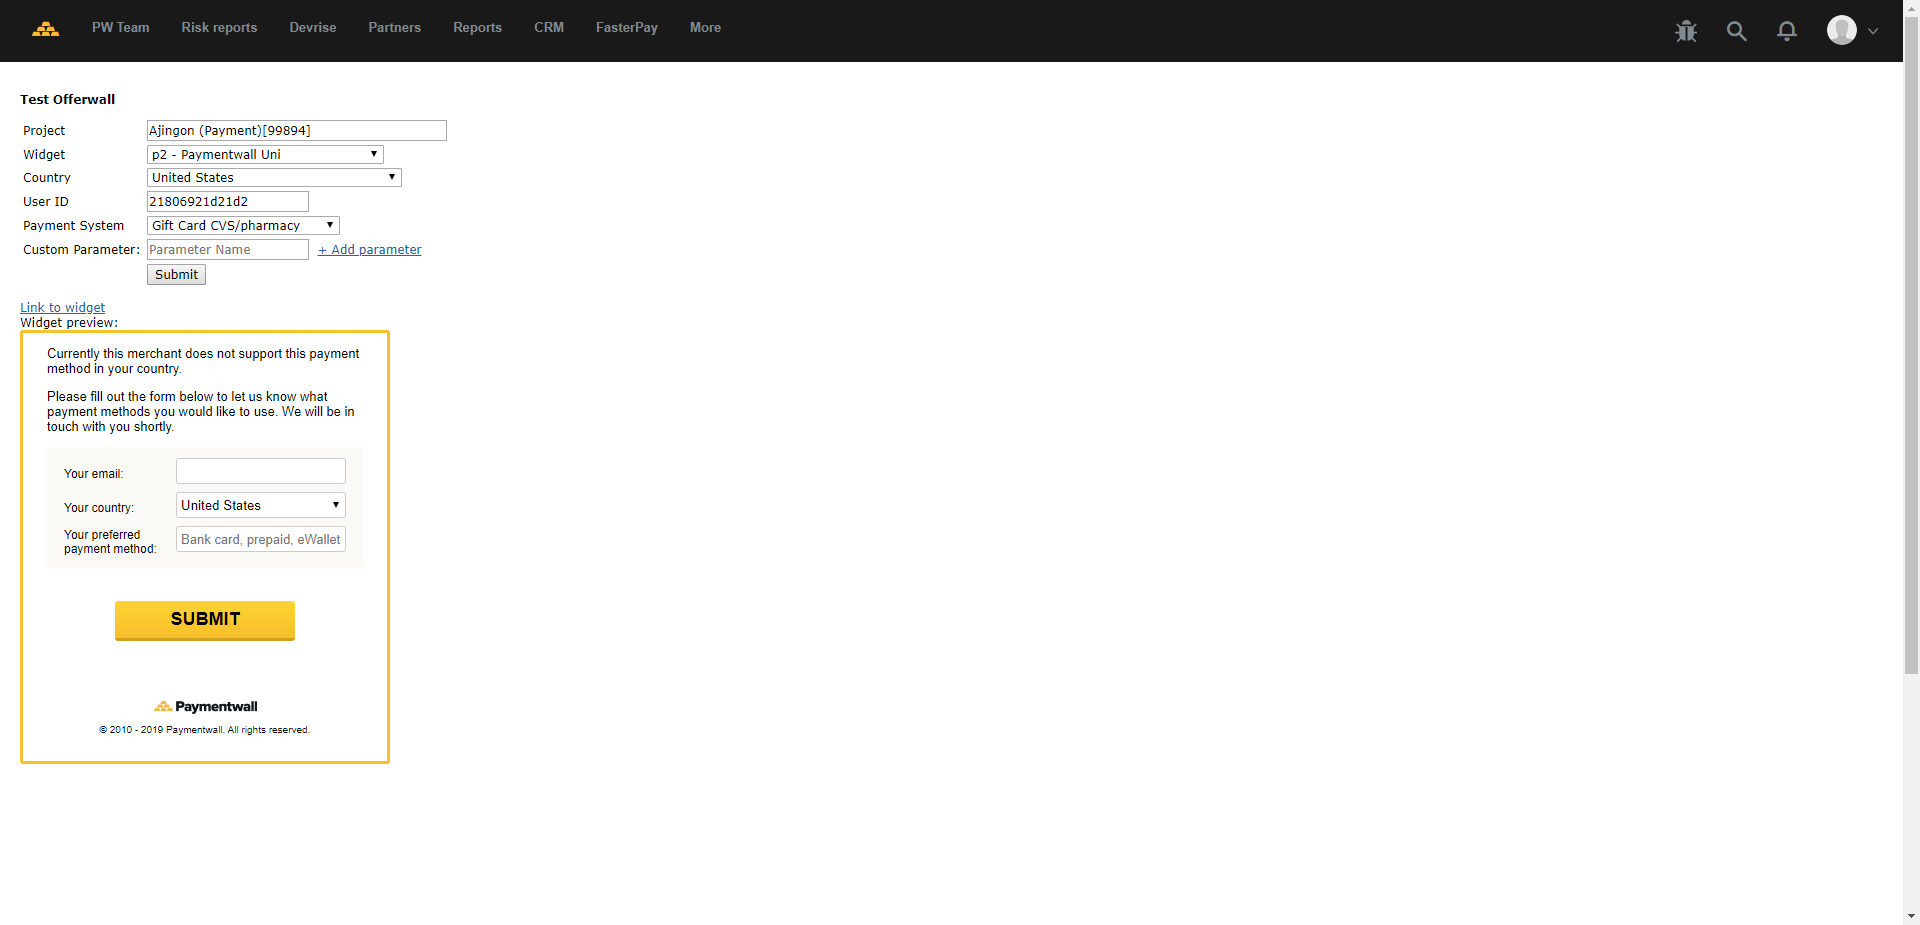 PW Team Risk reports Devrise Partners Reports CRM FasterPay More
Test Offerwall
Project Ajingon (Payment)[99894]
Widget p2 - Paymentwall Uni
Country United States
User ID 21806921d21d2
Payment System Gift Card CVS/pharmacy
Custom Parameter: Parameter Name + Add parameter
Submit
Link to widget
Widget preview:
Currently this merchant does not support this payment
method in your country.
Please fill out the form below to let us know what
payment methods you would like to use. We will be in
touch with you shortly.
Your email:
Your country: United States
Your preferred
payment method: Bank card, prepaid, eWallet
SUBMIT
Paymentwall
© 2010 - 2019 Paymentwall. All rights reserved.